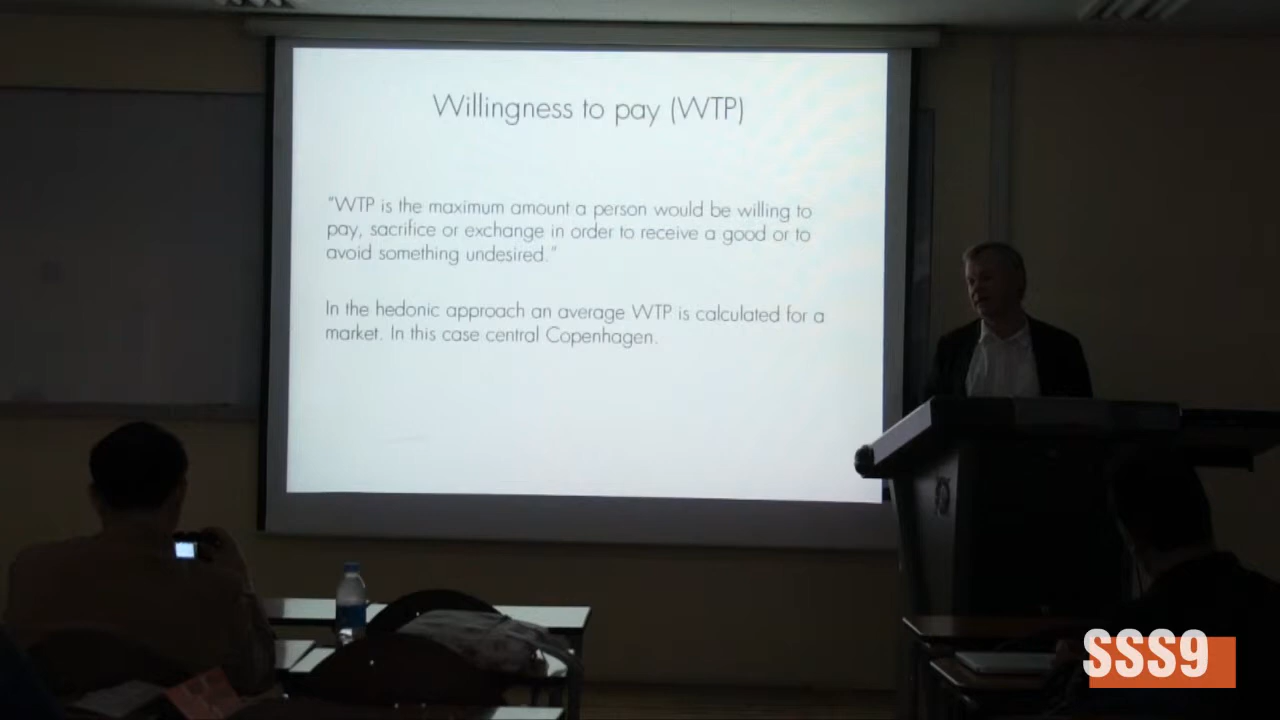 Willingness to pay (WTP)
"WTP is the maximum amount a person would be willing to
pay, sacrifice or exchange in order to receive a good or to
avoid something undesired."
In the hedonic approach an average WTP is calculated for a
market. In this case central Copenhagen.
SSS9